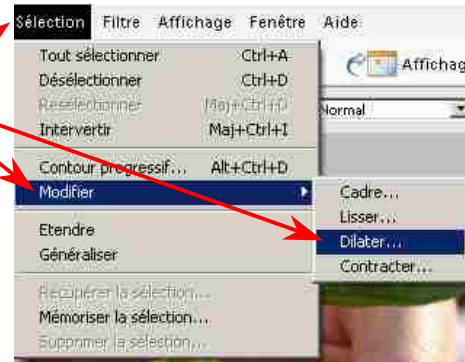 Sélection Filtre Affichage Fenêtre Aide
Tout sélectionner Ctrl+A
Désélectionner Ctrl+D
Resélectionner Maj+Ctrl+D
Intervertir Maj+Ctrl+I
Contour progressif... Alt+Ctrl+D
Modifier
Etendre
Généraliser
Récupérer la sélection...
Mémoriser la sélection...
Supprimer la sélection...
Affichag
Normal
Cadre...
Lisser...
Dilater...
Contracter...